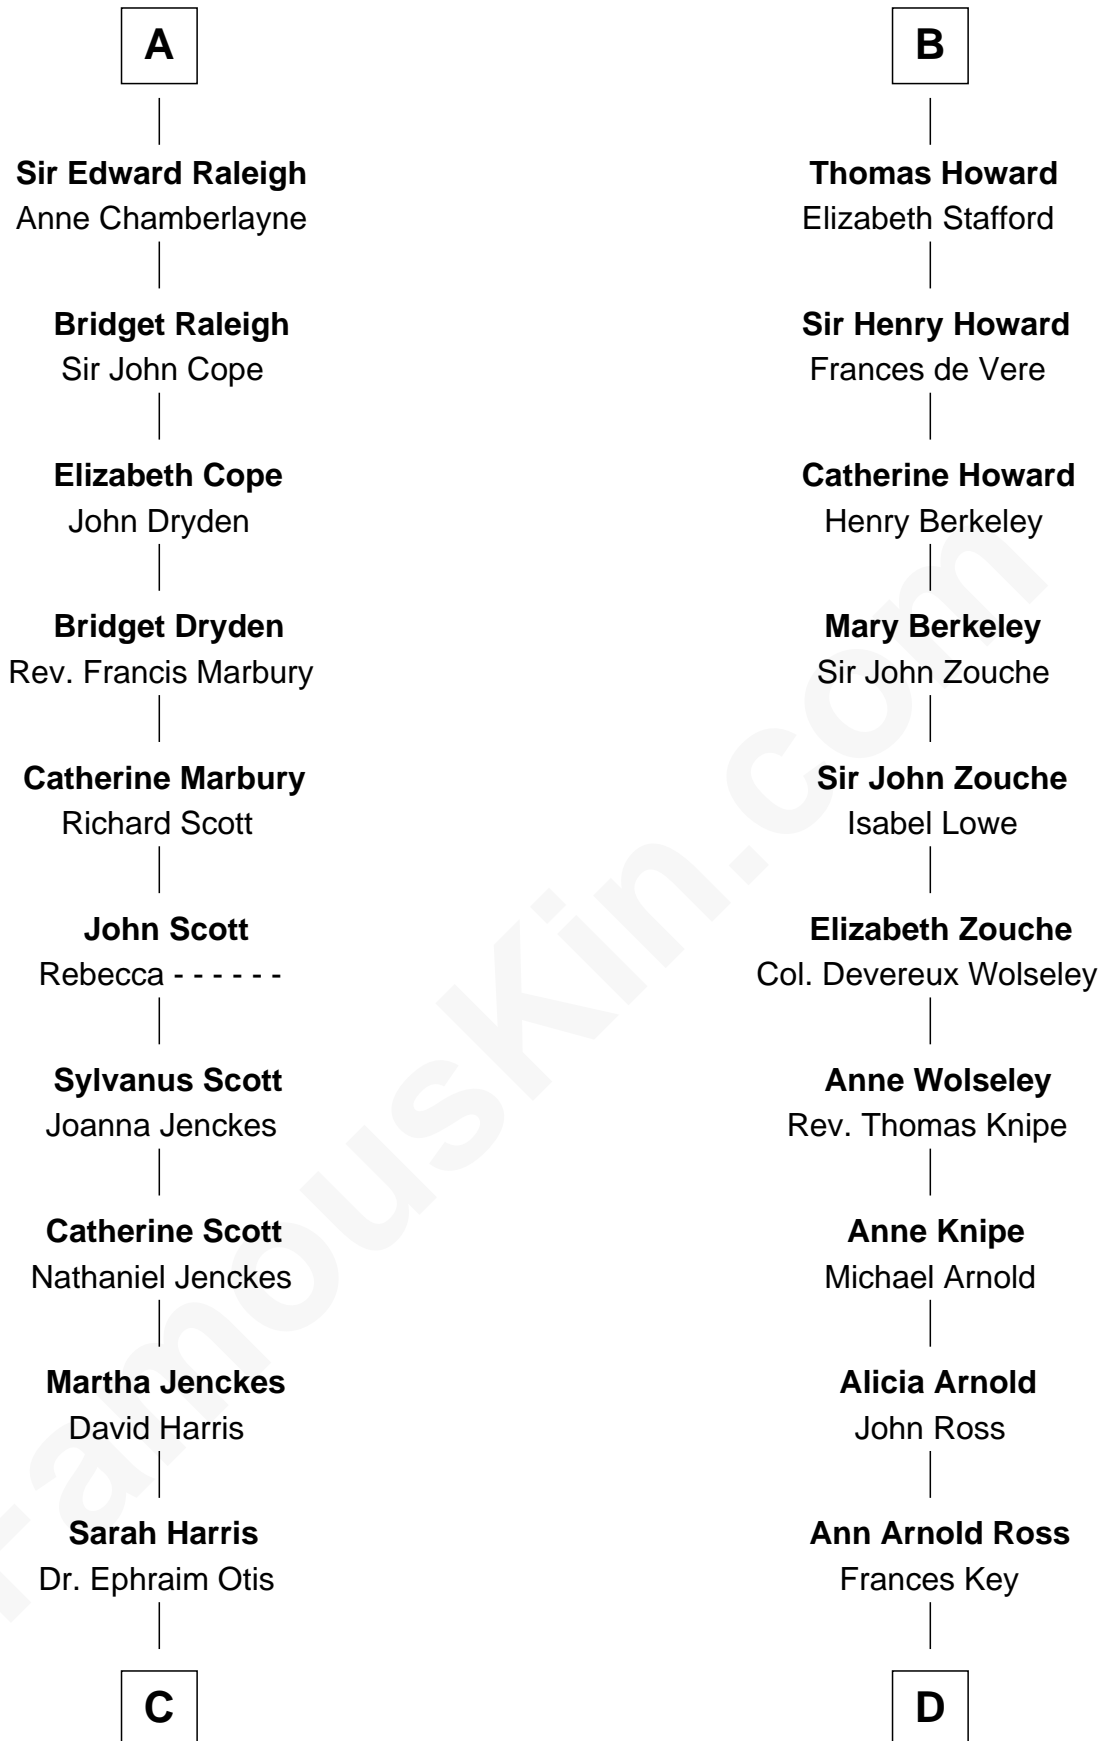 A
Sir Edward Raleigh
Anne Chamberlayne
Bridget Raleigh
Sir John Cope
Elizabeth Cope
John Dryden
Bridget Dryden
Rev. Francis Marbury
Catherine Marbury
Richard Scott
John Scott
Rebecca - - - - - -
Sylvanus Scott
Joanna Jenckes
Catherine Scott
Nathaniel Jenckes
Martha Jenckes
David Harris
Sarah Harris
Dr. Ephraim Otis
C
B
Thomas Howard
Elizabeth Stafford
Sir Henry Howard
Frances de Vere
Catherine Howard
Henry Berkeley
Mary Berkeley
Sir John Zouche
Sir John Zouche
Isabel Lowe
Elizabeth Zouche
Col. Devereux Wolseley
Anne Wolseley
Rev. Thomas Knipe
Anne Knipe
Michael Arnold
Alicia Arnold
John Ross
Ann Arnold Ross
Frances Key
D
FamousKin.com